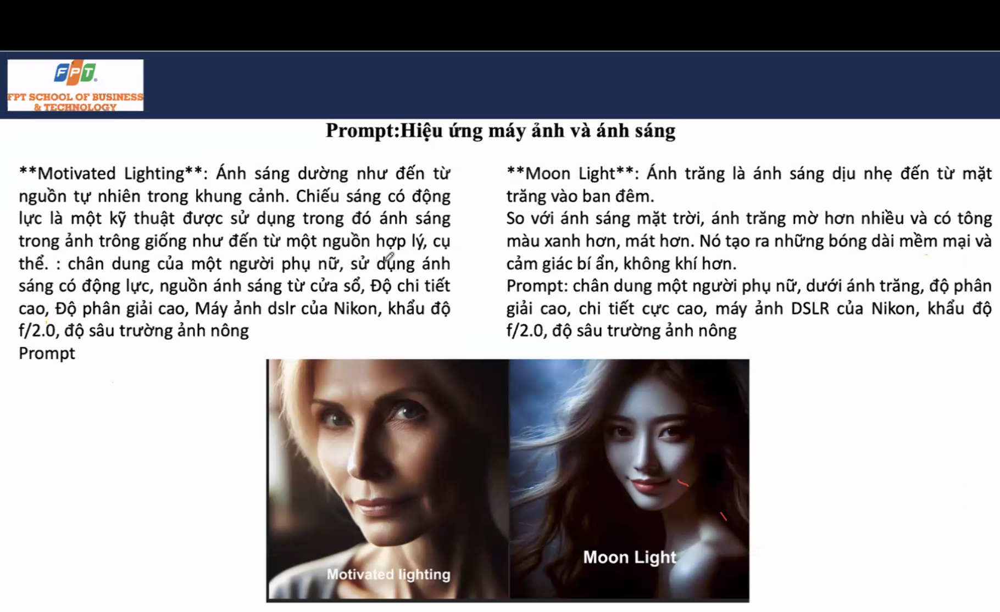 FPT
FPT SCHOOL OF BUSINESS
& TECHNOLOGY
Prompt:Hiệu ứng máy ảnh và ánh sáng
**Motivated Lighting**: Ánh sáng dường như đến từ
nguồn tự nhiên trong khung cảnh. Chiếu sáng có động
lực là một kỹ thuật được sử dụng trong đó ánh sáng
trong ảnh trông giống như đến từ một nguồn hợp lý, cụ
thể. : chân dung của một người phụ nữ, sử dụng ánh
sáng có động lực, nguồn ánh sáng từ cửa sổ, Độ chi tiết
cao, Độ phân giải cao, Máy ảnh dslr của Nikon, khẩu độ
f/2.0, độ sâu trường ảnh nông
Prompt
**Moon Light**: Ánh trăng là ánh sáng dịu nhẹ đến từ mặt
trăng vào ban đêm.
So với ánh sáng mặt trời, ánh trăng mờ hơn nhiều và có tông
màu xanh hơn, mát hơn. Nó tạo ra những bóng dài mềm mại và
cảm giác bí ẩn, không khí hơn.
Prompt: chân dung một người phụ nữ, dưới ánh trăng, độ phân
giải cao, chi tiết cực cao, máy ảnh DSLR của Nikon, khẩu độ
f/2.0, độ sâu trường ảnh nông
Motivated lighting
Moon Light